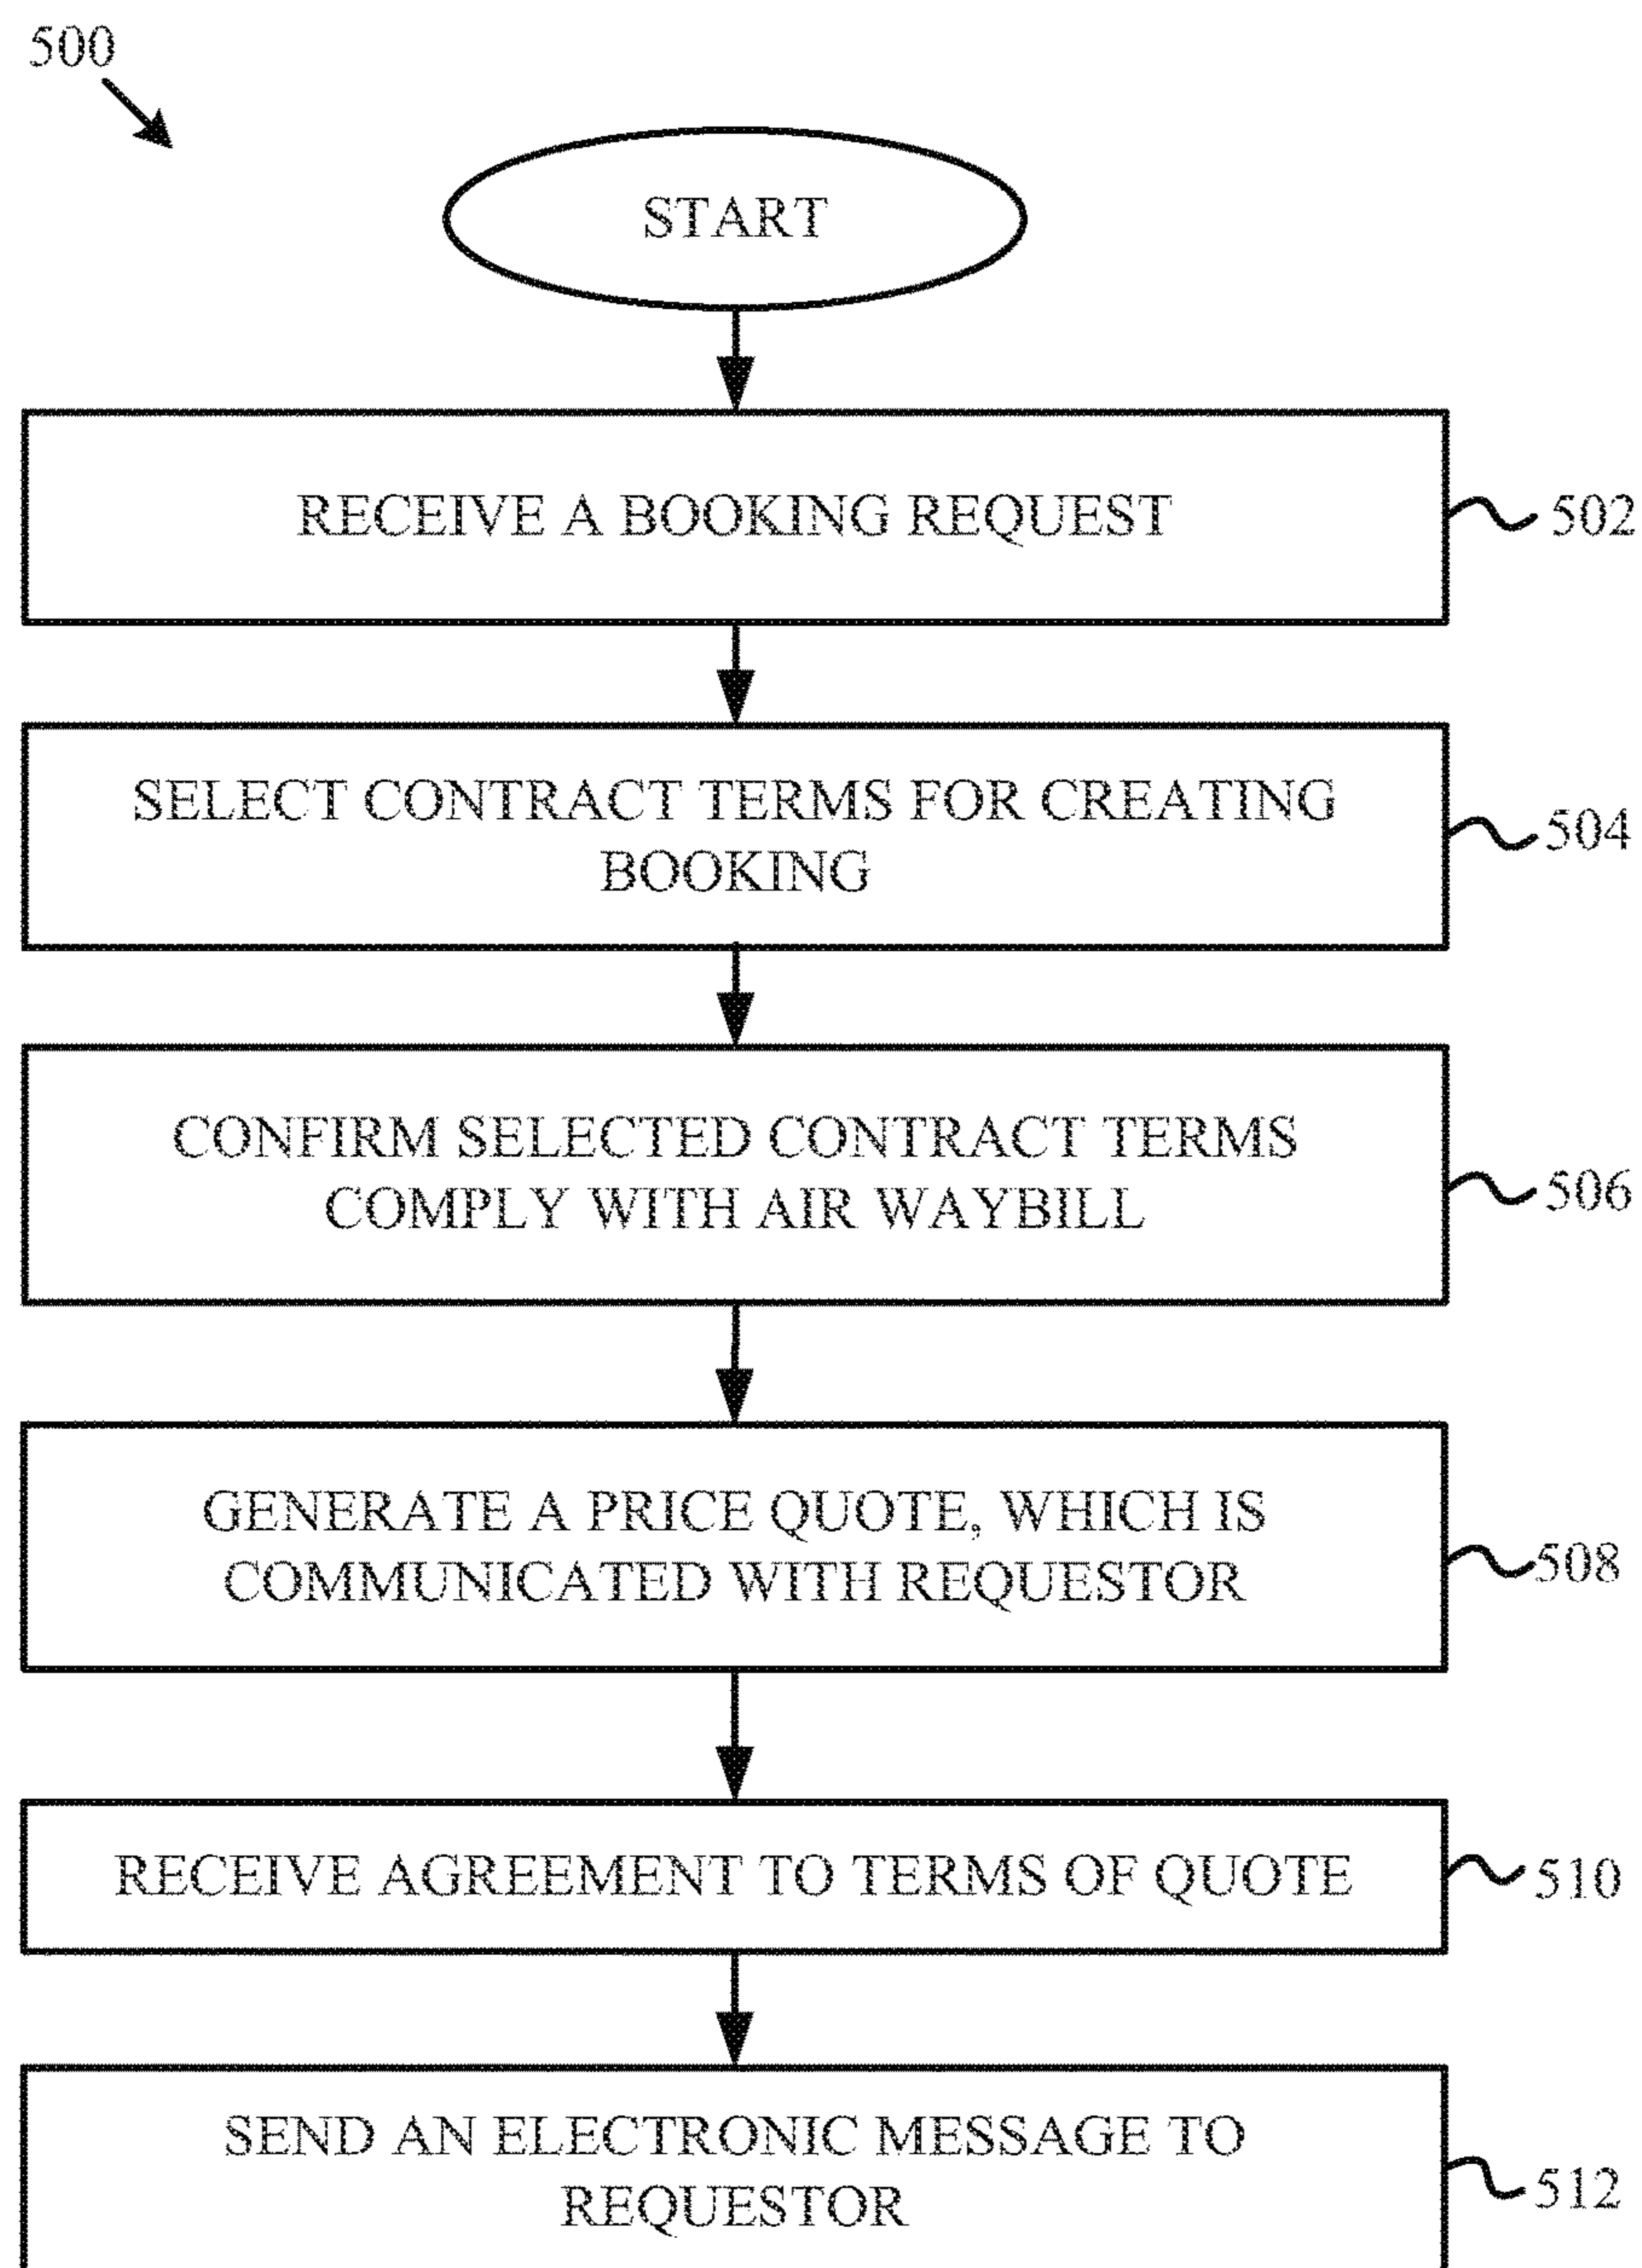 500
START
RECEIVE A BOOKING REQUEST
502
SELECT CONTRACT TERMS FOR CREATING
BOOKING
504
CONFIRM SELECTED CONTRACT TERMS
COMPLY WITH AIR WAYBILL
506
GENERATE A PRICE QUOTE, WHICH IS
COMMUNICATED WITH REQUESTOR
508
RECEIVE AGREEMENT TO TERMS OF QUOTE
510
SEND AN ELECTRONIC MESSAGE TO
REQUESTOR
512